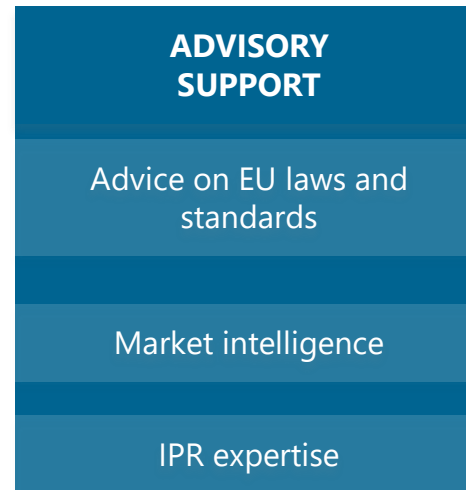 ADVISORY
SUPPORT
Advice on EU laws and
standards
Market intelligence
IPR expertise